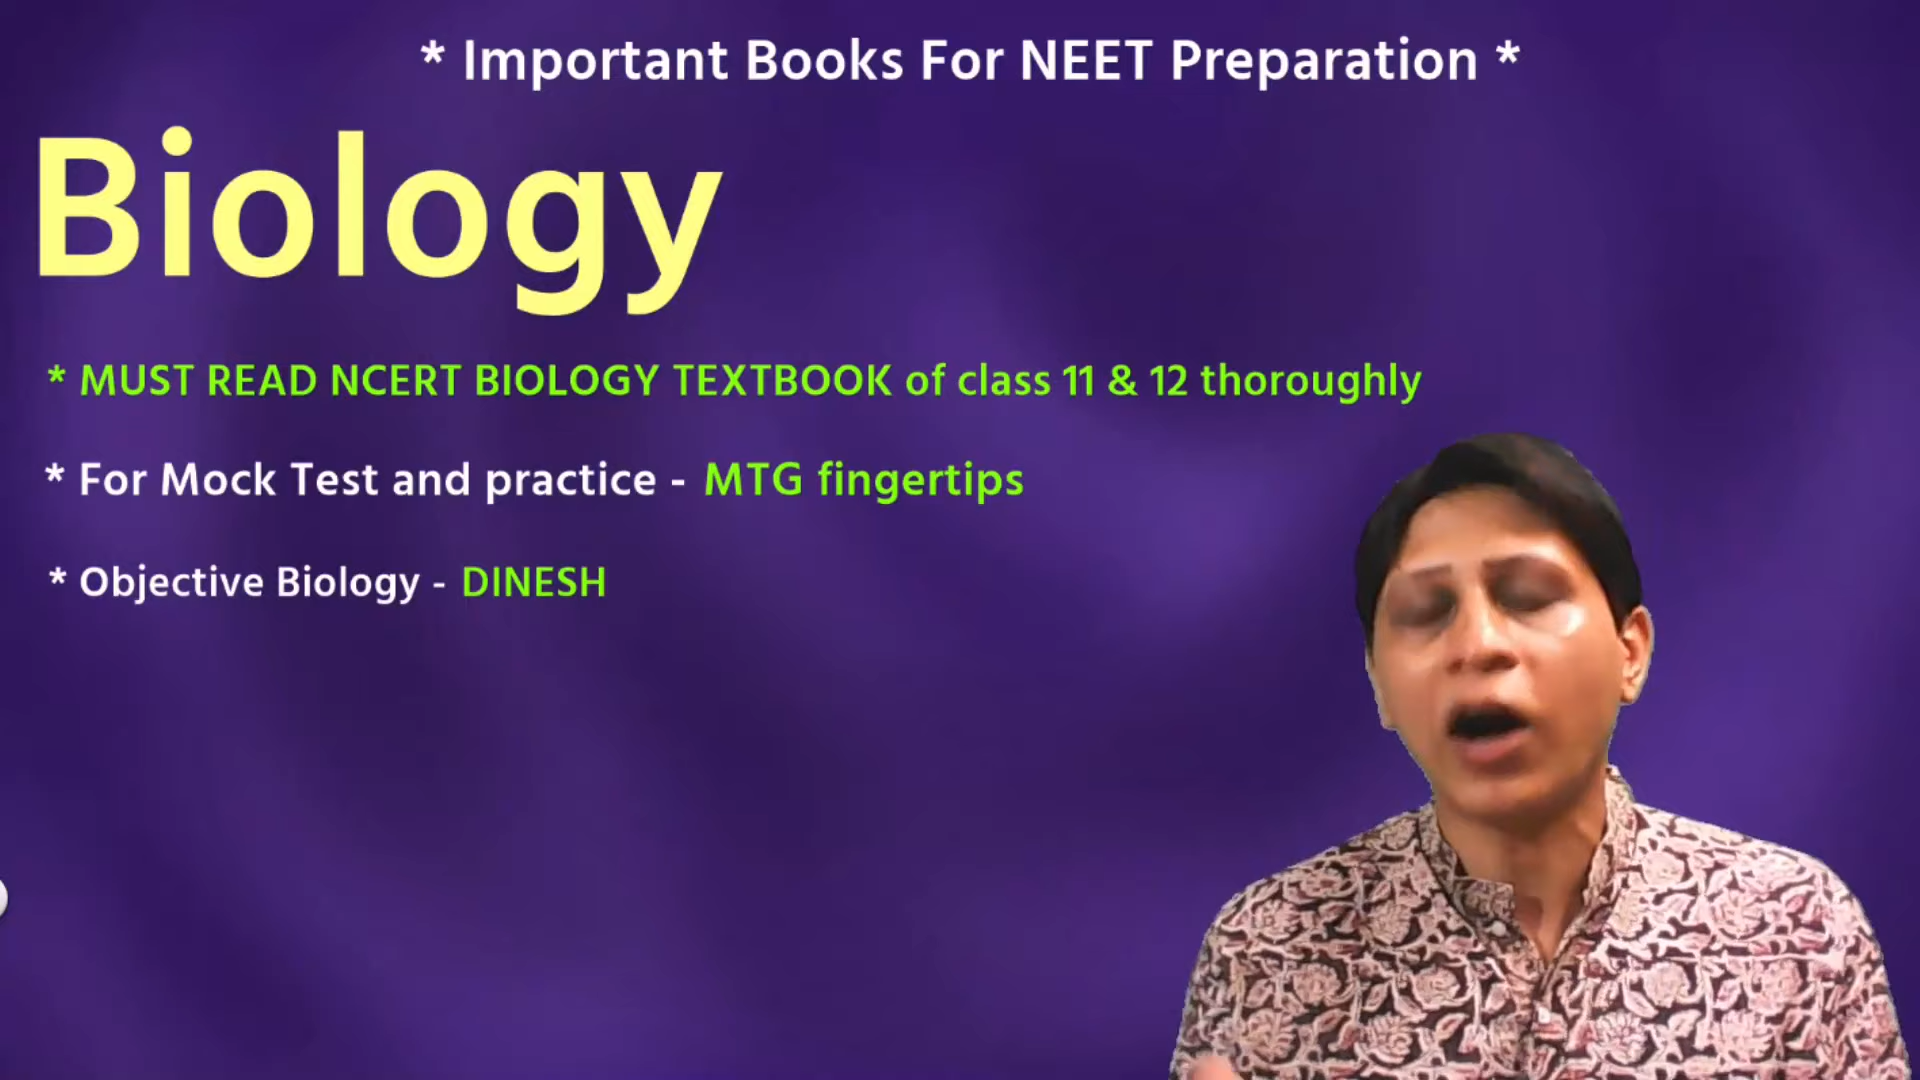 * Important Books For NEET Preparation *
Biology
* MUST READ NCERT BIOLOGY TEXTBOOK of class 11 & 12 thoroughly
* For Mock Test and practice - MTG fingertips
* Objective Biology - DINESH